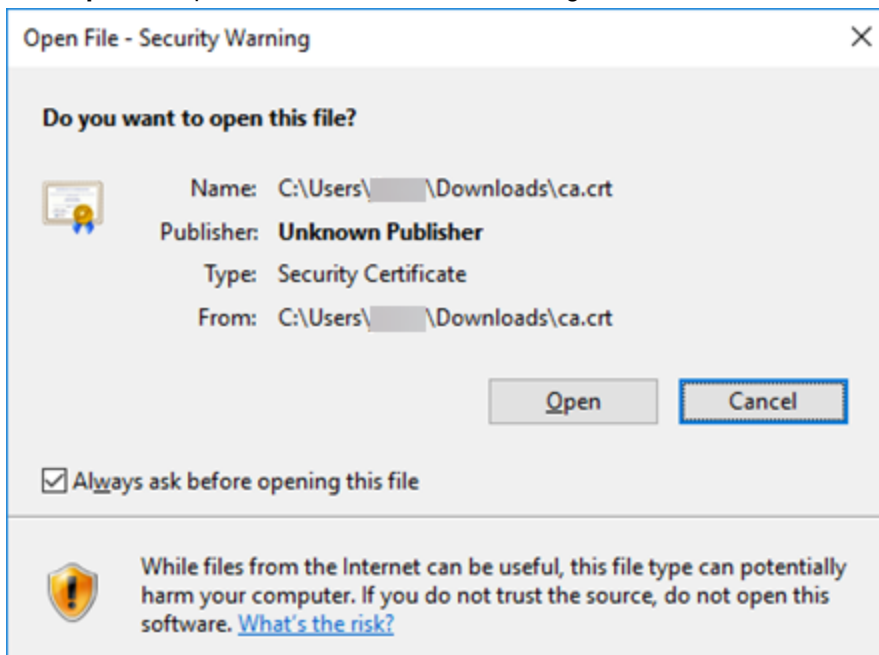 Open File - Security Warning
Do you want to open this file?
Name: C:\Users\ \Downloads\ca.crt
Publisher: Unknown Publisher
Type: Security Certificate
From: C:\Users\ \Downloads\ca.crt
Open Cancel
Always ask before opening this file
While files from the Internet can be useful, this file type can potentially
harm your computer. If you do not trust the source, do not open this
software. What's the risk?